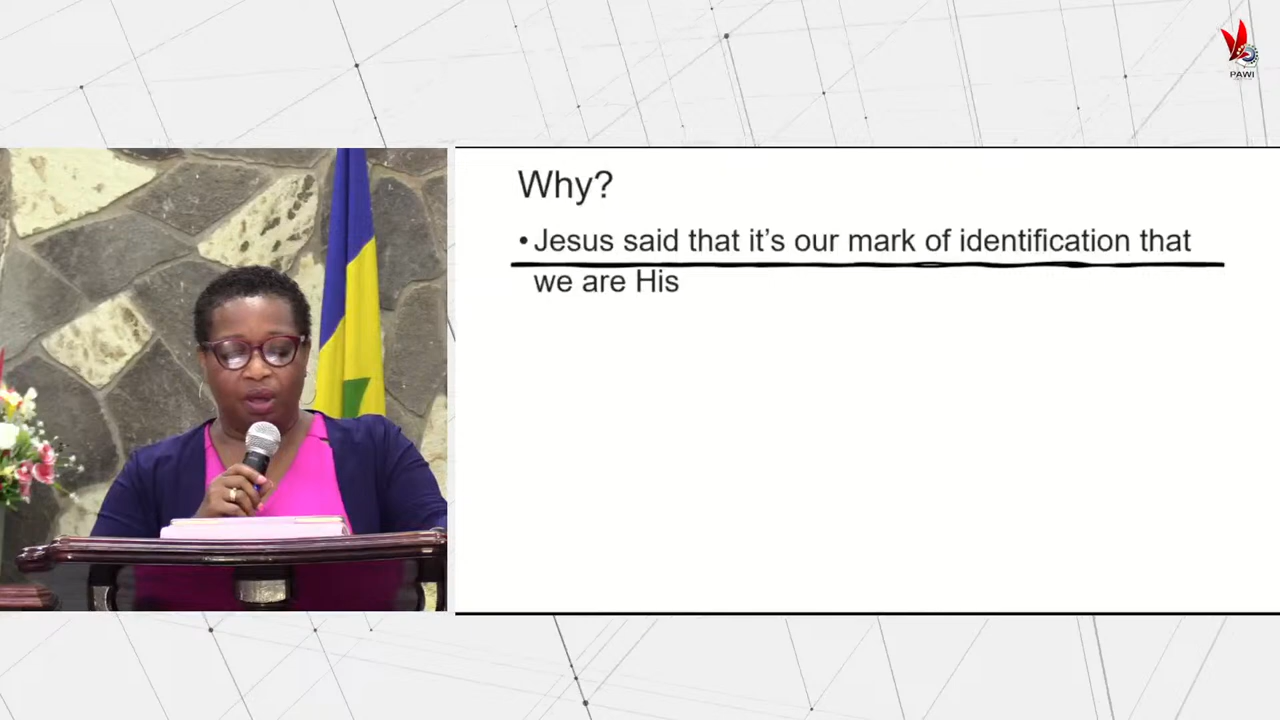 PAWI
Why?
• Jesus said that it’s our mark of identification that
we are His